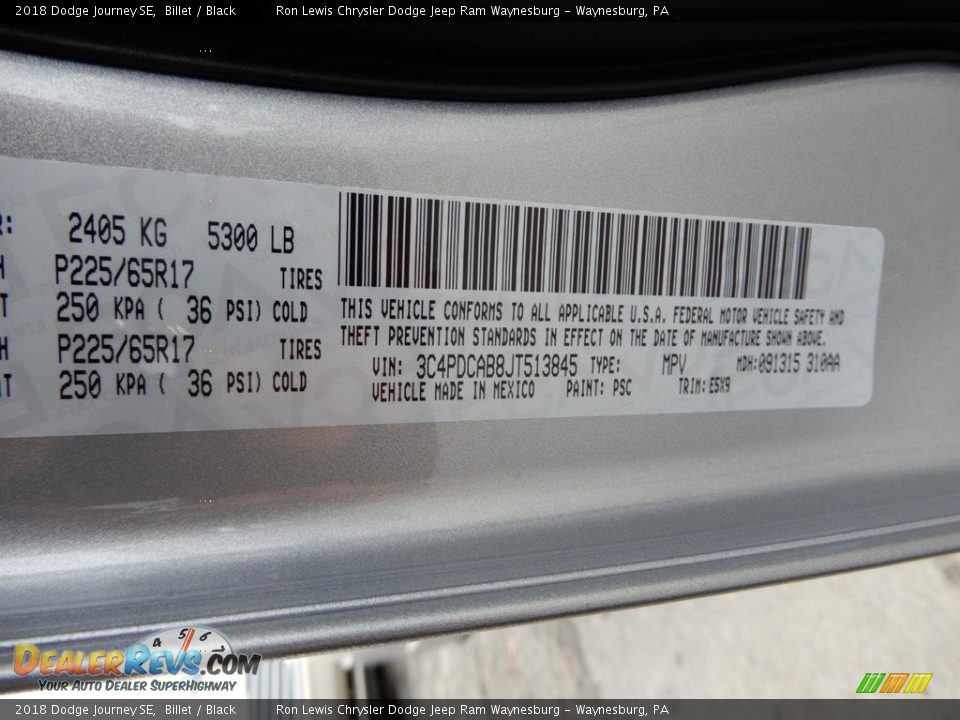 2018 Dodge Journey SE, Billet / Black Ron Lewis Chrysler Dodge Jeep Ram Waynesburg - Waynesburg, PA
R: 2405 KG 5300 LB
H P225/65R17 TIRES
T 250 KPA ( 36 PSI) COLD
H P225/65R17 TIRES
T 250 KPA ( 36 PSI) COLD
THIS VEHICLE CONFORMS TO ALL APPLICABLE U.S.A. FEDERAL MOTOR VEHICLE SAFETY AND
THEFT PREVENTION STANDARDS IN EFFECT ON THE DATE OF MANUFACTURE SHOWN ABOVE.
VIN: 3C4PDCAB8JT513845 TYPE: MPV MDH:091315 310AA
VEHICLE MADE IN MEXICO PAINT: PSC TRIM: E5X9
4 5 6
DEALERREVS.COM
YOUR AUTO DEALER SUPERHIGHWAY
2018 Dodge Journey SE, Billet / Black Ron Lewis Chrysler Dodge Jeep Ram Waynesburg - Waynesburg, PA